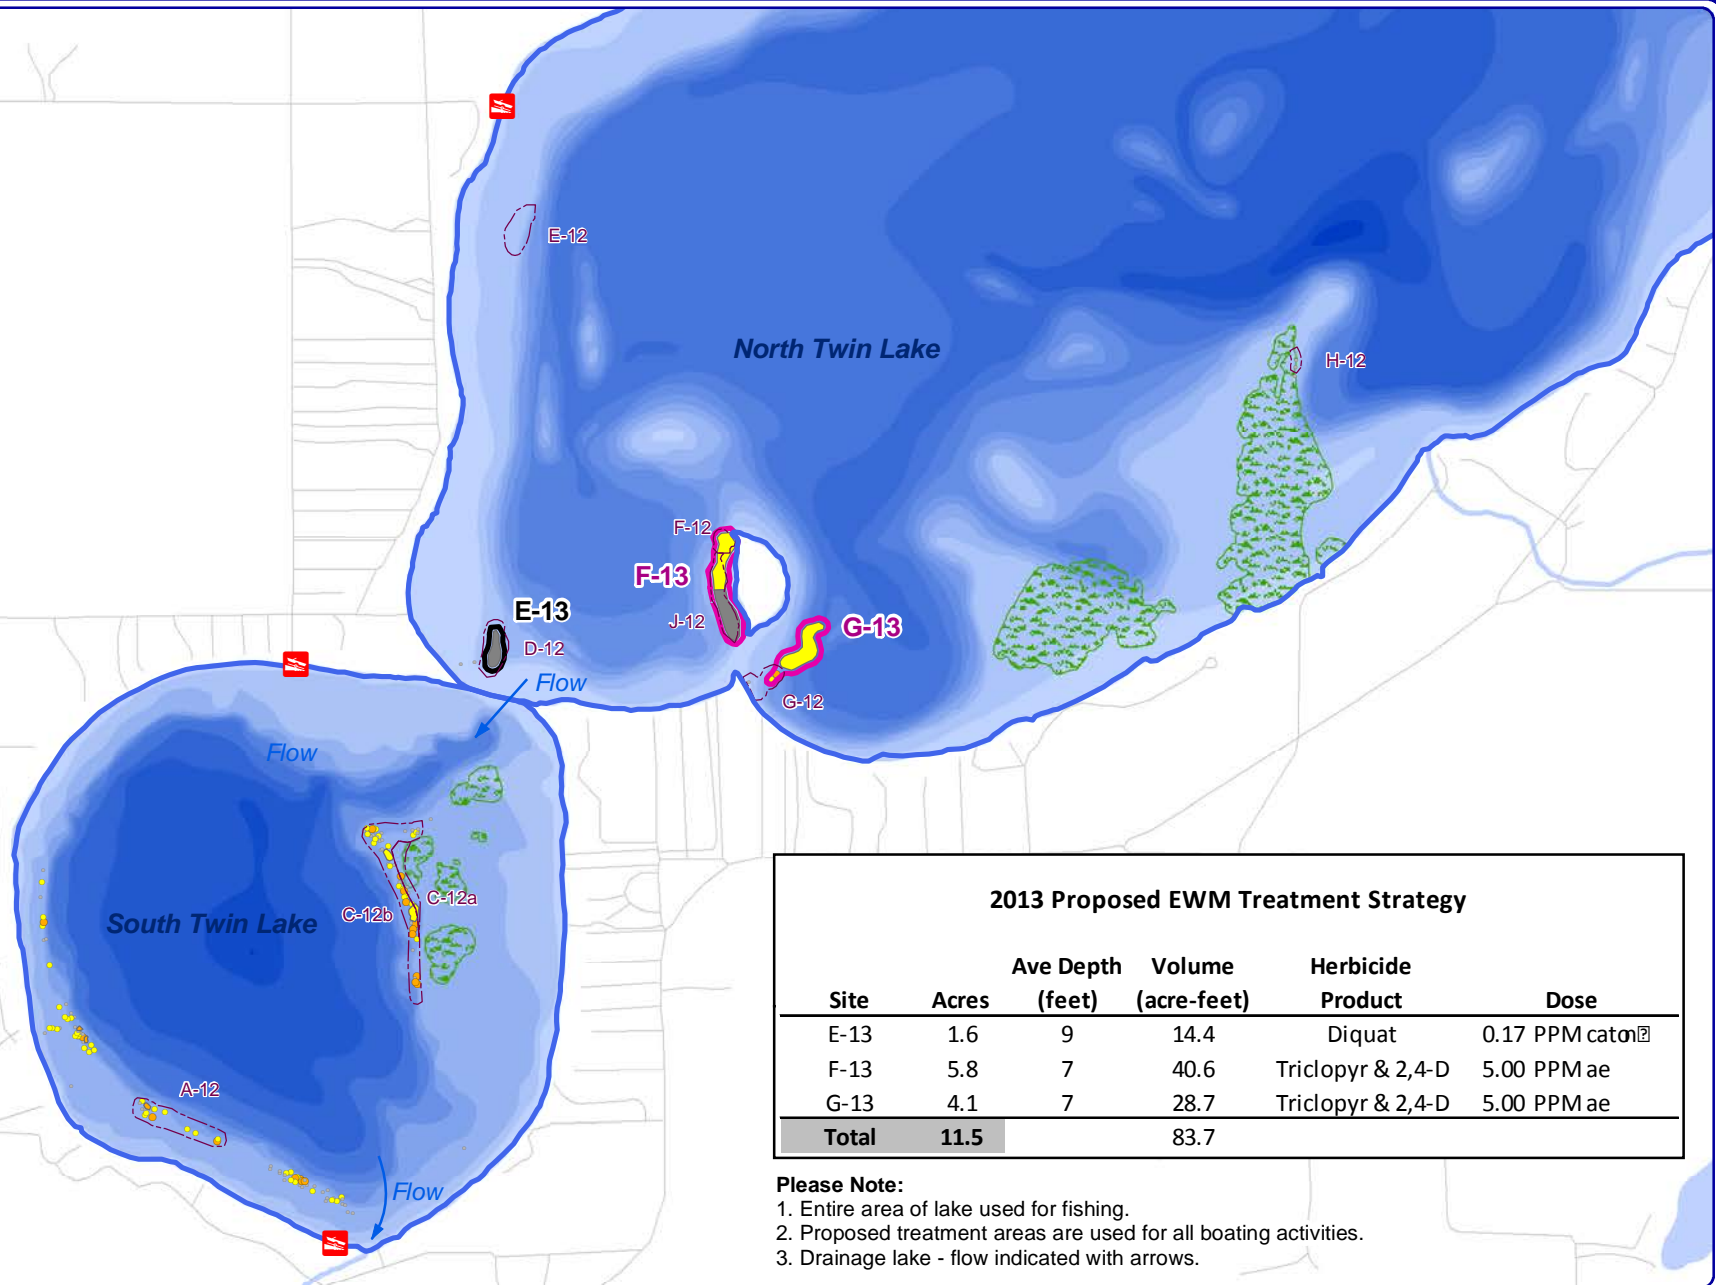 E-12
North Twin Lake
H-12
F-12
F-13
E-13
J-12
G-13
D-12
Flow
G-12
Flow
C-12a
C-12b
South Twin Lake
A-12
Flow
2013 Proposed EWM Treatment Strategy
Ave Depth Volume Herbicide
Site Acres (feet) (acre-feet) Product Dose
E-13 1.6 9 14.4 Diquat 0.17 PPM caton
F-13 5.8 7 40.6 Triclopyr & 2,4-D 5.00 PPM ae
G-13 4.1 7 28.7 Triclopyr & 2,4-D 5.00 PPM ae
Total 11.5 83.7
Please Note:
1. Entire area of lake used for fishing.
2. Proposed treatment areas are used for all boating activities.
3. Drainage lake - flow indicated with arrows.